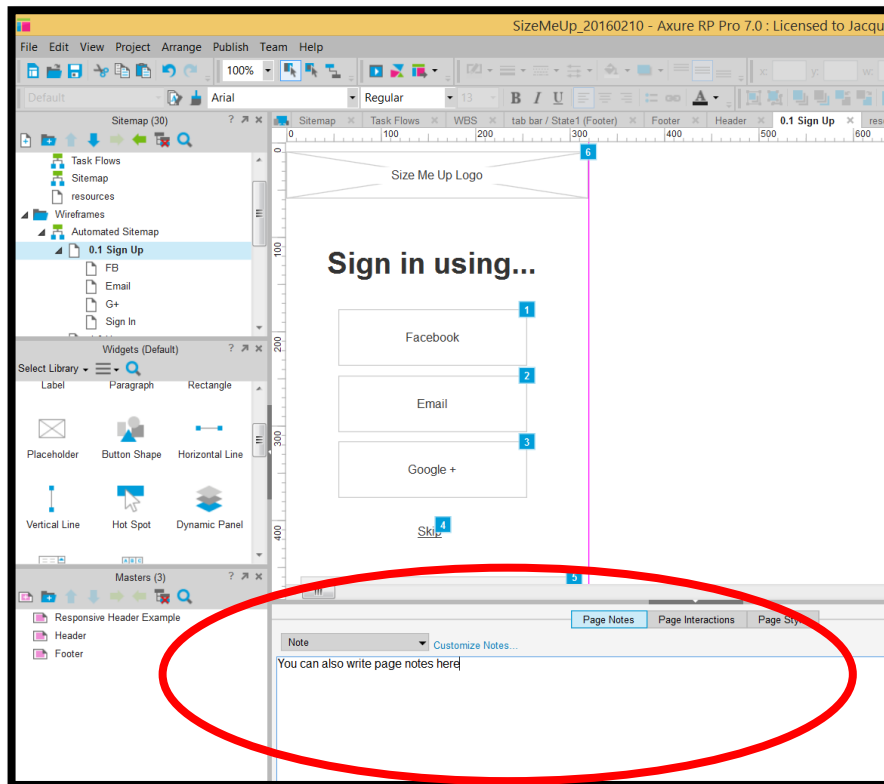 SizeMeUp_20160210 - Axure RP Pro 7.0 : Licensed to Jacqu
File Edit View Project Arrange Publish Team Help
100% x: y: w:
Default Arial Regular 13 B I U A
Sitemap (30) ?
Sitemap Task Flows WBS tab bar / State1 (Footer) Footer Header 0.1 Sign Up res
0 100 200 300 400 500 600
Task Flows
Sitemap
resources
Wireframes
Automated Sitemap
0.1 Sign Up
FB
Email
G+
Sign In
0 100 200 300 400
6
Size Me Up Logo
Sign in using...
1
Facebook
2
Email
3
Google +
4
Skip
5
Widgets (Default) ?
Select Library
Label Paragraph Rectangle
Placeholder Button Shape Horizontal Line
Vertical Line Hot Spot Dynamic Panel
Masters (3) ?
Responsive Header Example
Header
Footer
Page Notes Page Interactions Page Style
Note Customize Notes...
You can also write page notes here